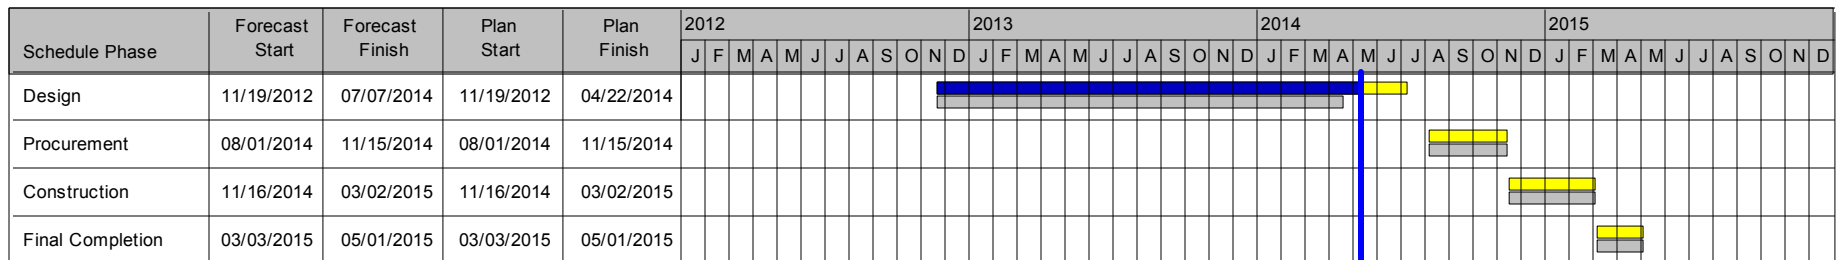 Schedule Phase Forecast Start Forecast Finish Plan Start Plan Finish 2012 2013 2014 2015
J F M A M J J A S O N D J F M A M J J A S O N D J F M A M J J A S O N D J F M A M J J A S O N D
Design 11/19/2012 07/07/2014 11/19/2012 04/22/2014
Procurement 08/01/2014 11/15/2014 08/01/2014 11/15/2014
Construction 11/16/2014 03/02/2015 11/16/2014 03/02/2015
Final Completion 03/03/2015 05/01/2015 03/03/2015 05/01/2015